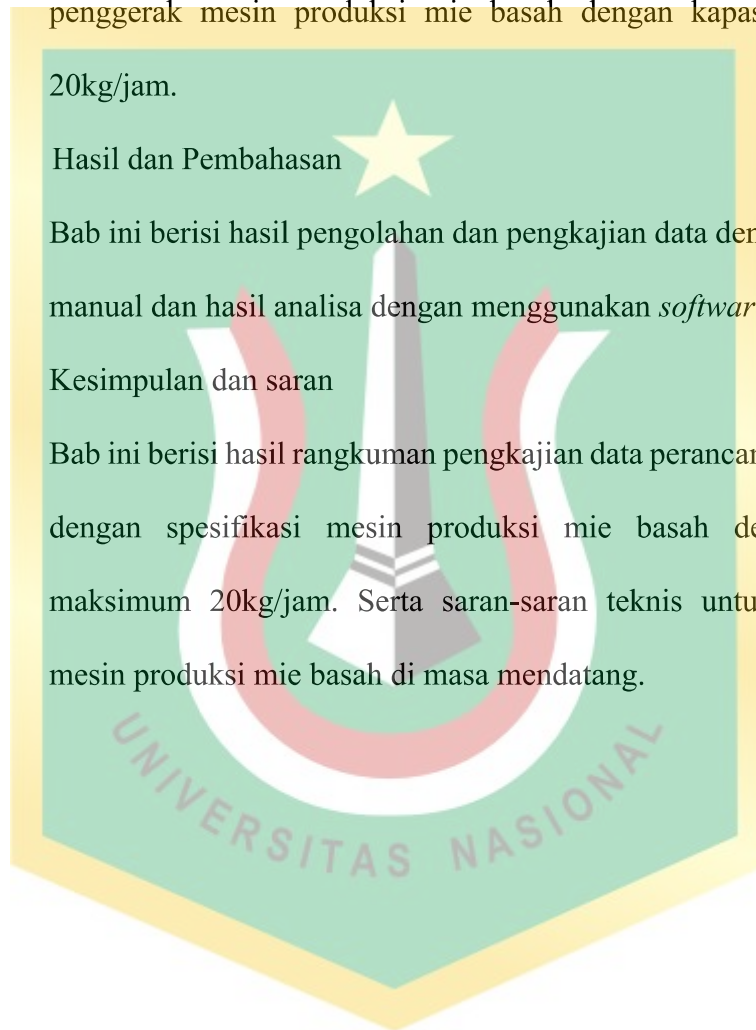 penggerak mesin produksi mie basah dengan kapas
20kg/jam.
Hasil dan Pembahasan
Bab ini berisi hasil pengolahan dan pengkajian data den
manual dan hasil analisa dengan menggunakan softwar
Kesimpulan dan saran
Bab ini berisi hasil rangkuman pengkajian data perancan
dengan spesifikasi mesin produksi mie basah de
maksimum 20kg/jam. Serta saran-saran teknis untu
mesin produksi mie basah di masa mendatang.
UNIVERSITAS NASIONAL